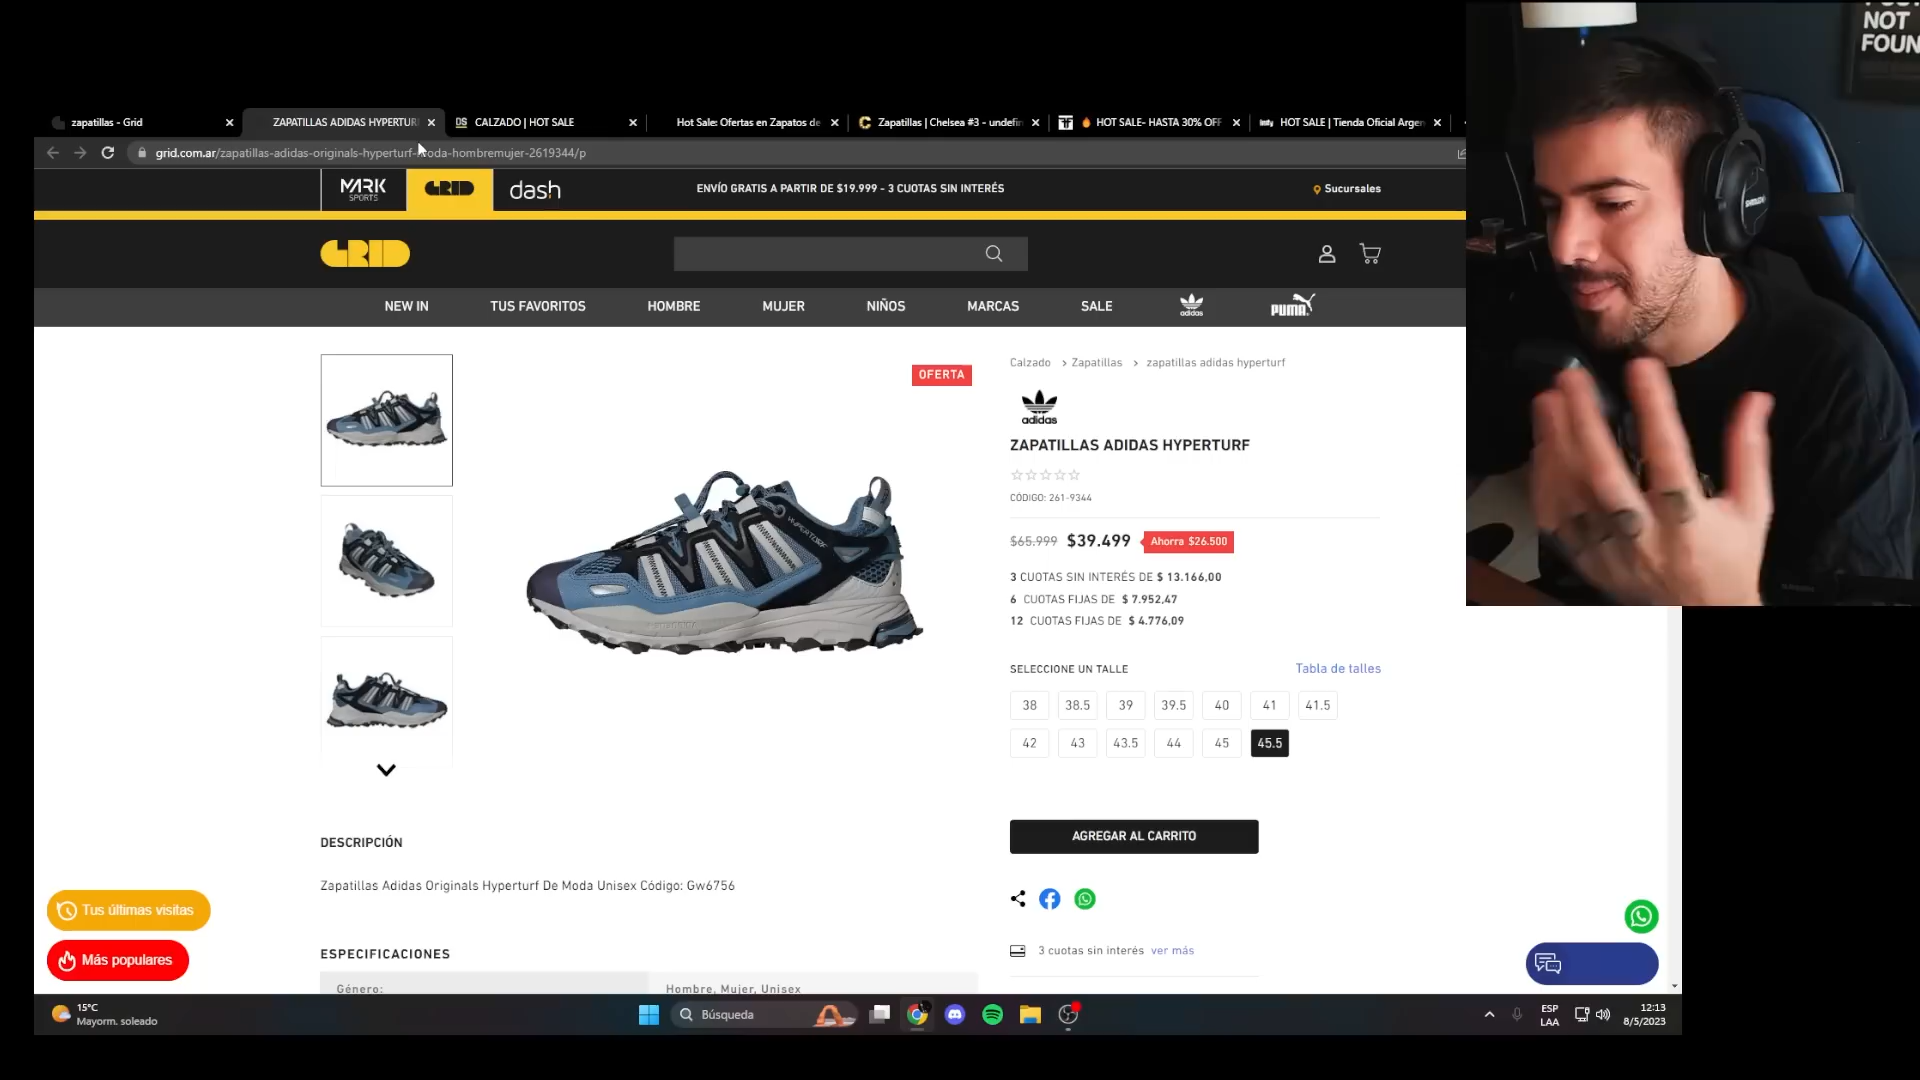 NOT
FOUN
zapatillas - Grid
ZAPATILLAS ADIDAS HYPERTUR
CALZADO | HOT SALE
Hot Sale: Ofertas en Zapatos de
Zapatillas | Chelsea #3 - undefin
HOT SALE- HASTA 30% OFF
HOT SALE | Tienda Oficial Argen
grid.com.ar/zapatillas-adidas-originals-hyperturf-moda-hombremujer-2619344/p
MARK
SPORTS
GRID
dash
ENVÍO GRATIS A PARTIR DE $19.999 - 3 CUOTAS SIN INTERÉS
Sucursales
GRID
NEW IN
TUS FAVORITOS
HOMBRE
MUJER
NIÑOS
MARCAS
SALE
adidas
PUMA
OFERTA
Calzado > Zapatillas > zapatillas adidas hyperturf
adidas
ZAPATILLAS ADIDAS HYPERTURF
CÓDIGO: 261-9344
$65.999 $39.499 Ahorra $26.500
3 CUOTAS SIN INTERÉS DE $ 13.166,00
6 CUOTAS FIJAS DE $ 7.952,47
12 CUOTAS FIJAS DE $ 4.776,09
SELECCIONE UN TALLE
Tabla de talles
38 38.5 39 39.5 40 41 41.5
42 43 43.5 44 45 45.5
AGREGAR AL CARRITO
DESCRIPCIÓN
Zapatillas Adidas Originals Hyperturf De Moda Unisex Código: Gw6756
3 cuotas sin interés ver más
ESPECIFICACIONES
Género: Hombre, Mujer, Unisex
Tus últimas visitas
Más populares
15°C
Mayorm. soleado
Búsqueda
ESP
LAA
12:13
8/5/2023